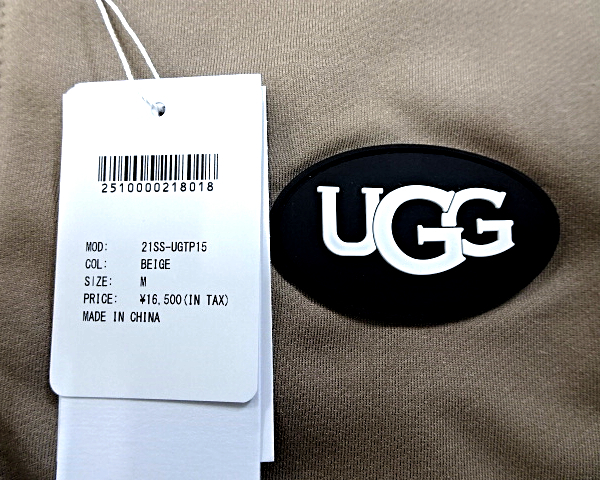 2510000218018
MOD: 21SS-UGTP15
COL: BEIGE
SIZE: M
PRICE: ¥16,500(IN TAX)
MADE IN CHINA
UGG